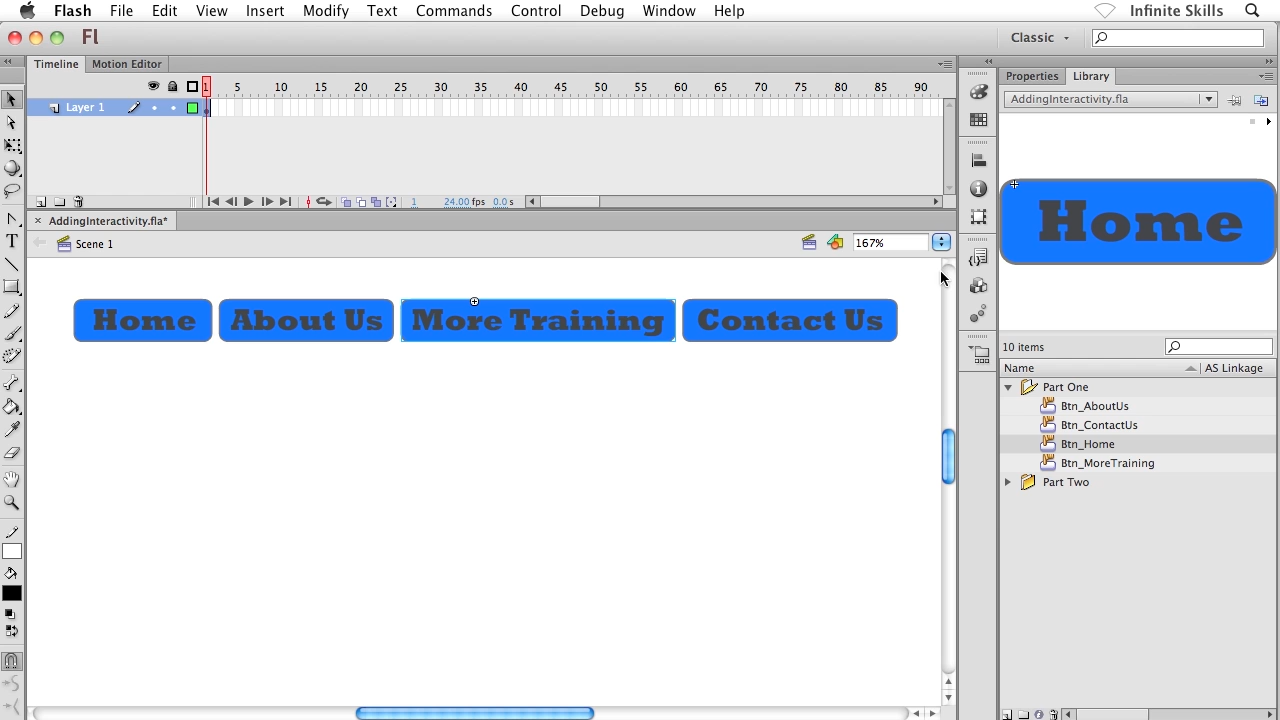 Flash File Edit View Insert Modify Text Commands Control Debug Window Help Infinite Skills
Fl Classic
Timeline Motion Editor Properties Library
1 5 10 15 20 25 30 35 40 45 50 55 60 65 70 75 80 85 90
AddingInteractivity.fla
Layer 1
1 24.00 fps 0.0 s
AddingInteractivity.fla*
Scene 1 167%
Home About Us More Training Contact Us
Home
10 items
Name AS Linkage
Part One
Btn_AboutUs
Btn_ContactUs
Btn_Home
Btn_MoreTraining
Part Two